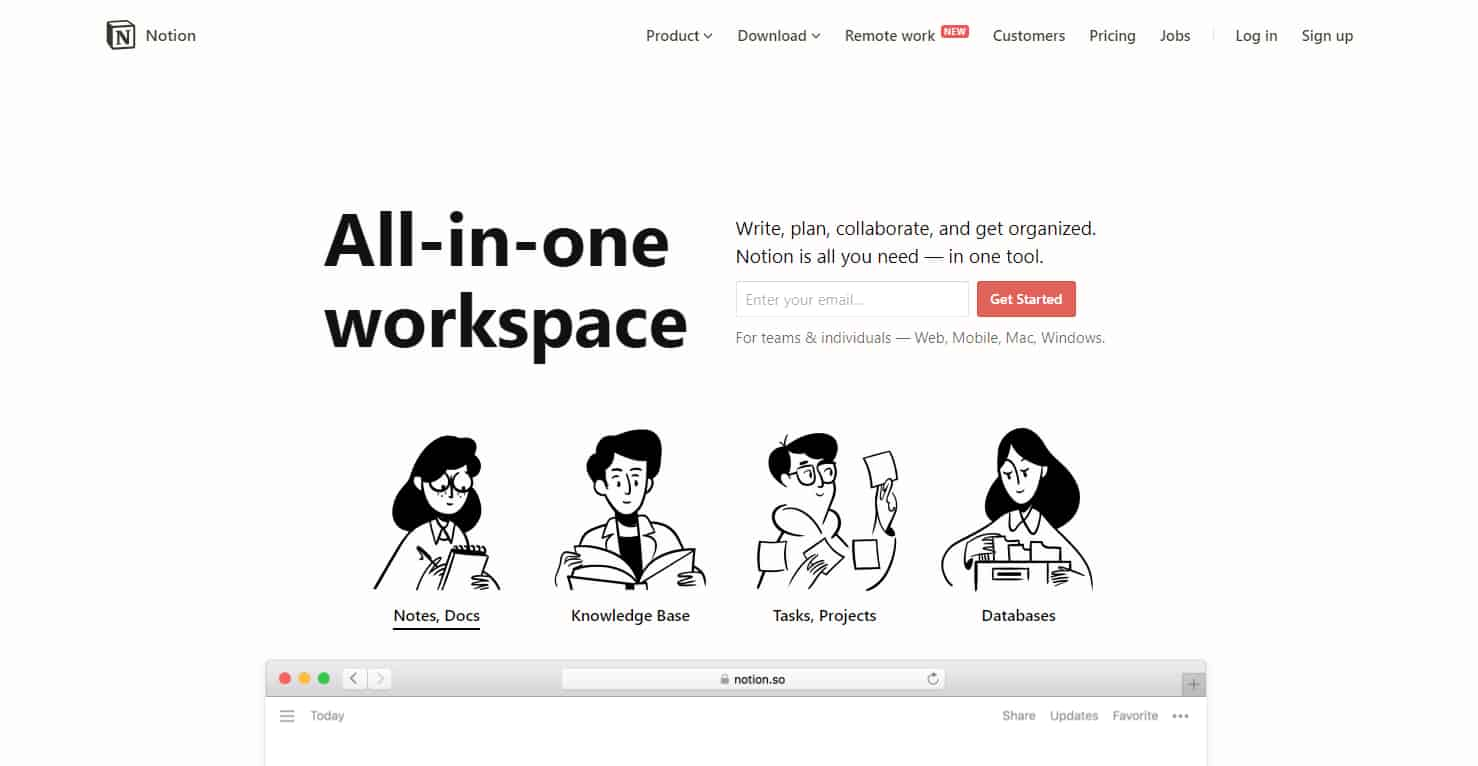 N Notion
Product Download Remote work NEW Customers Pricing Jobs Log in Sign up
All-in-one
workspace
Write, plan, collaborate, and get organized.
Notion is all you need — in one tool.
Enter your email... Get Started
For teams & individuals — Web, Mobile, Mac, Windows.
Notes, Docs Knowledge Base Tasks, Projects Databases
notion.so
Today Share Updates Favorite